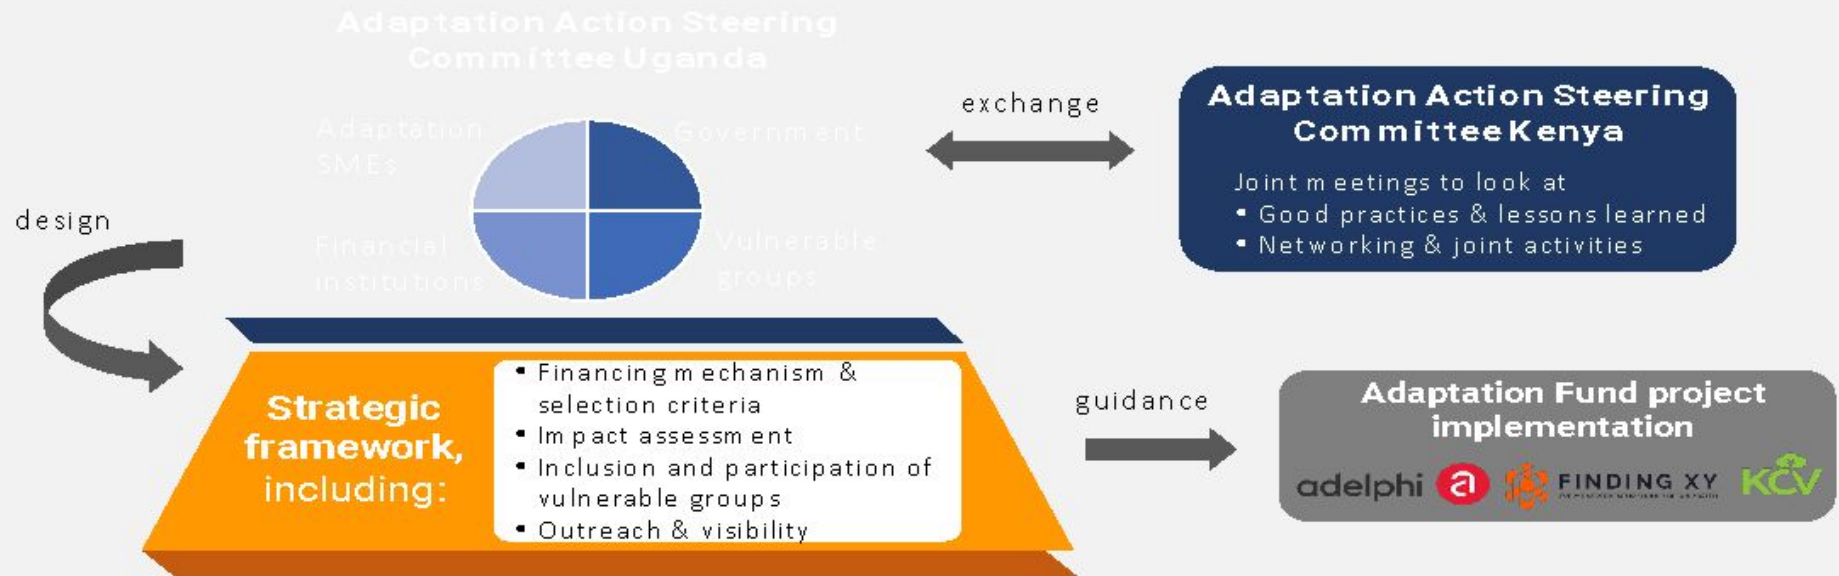 Adaptation Action Steering
Committee Uganda
Adaptation
SMEs
Government
Financial
institutions
Vulnerable
groups
exchange
Adaptation Action Steering
Committee Kenya
Joint meetings to look at
▪ Good practices & lessons learned
▪ Networking & joint activities
design
Strategic
framework,
including:
▪ Financing mechanism &
selection criteria
▪ Impact assessment
▪ Inclusion and participation of
vulnerable groups
▪ Outreach & visibility
guidance
Adaptation Fund project
implementation
adelphi a
FINDING XY
KCV